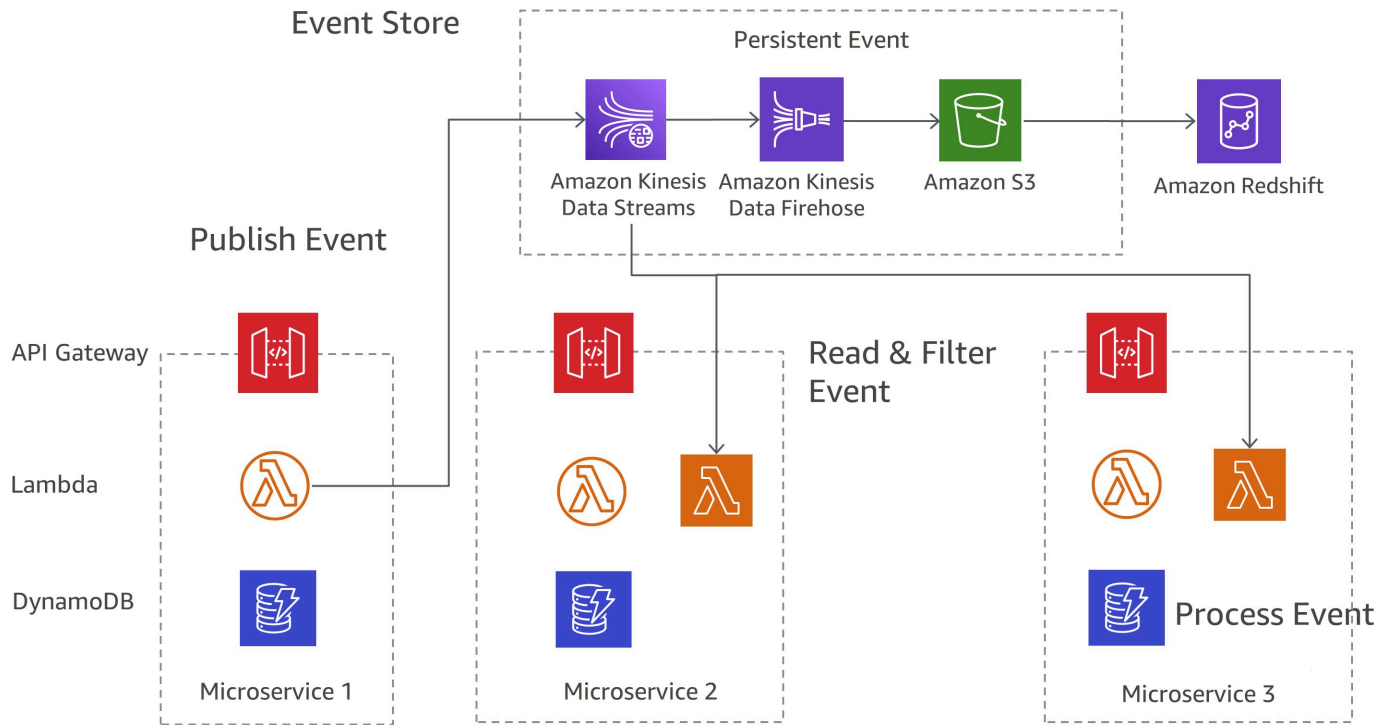 Event Store
Persistent Event
Amazon Kinesis
Data Streams
Amazon Kinesis
Data Firehose
Amazon S3
Amazon Redshift
Publish Event
API Gateway
Read & Filter
Event
Lambda
DynamoDB
Process Event
Microservice 1
Microservice 2
Microservice 3